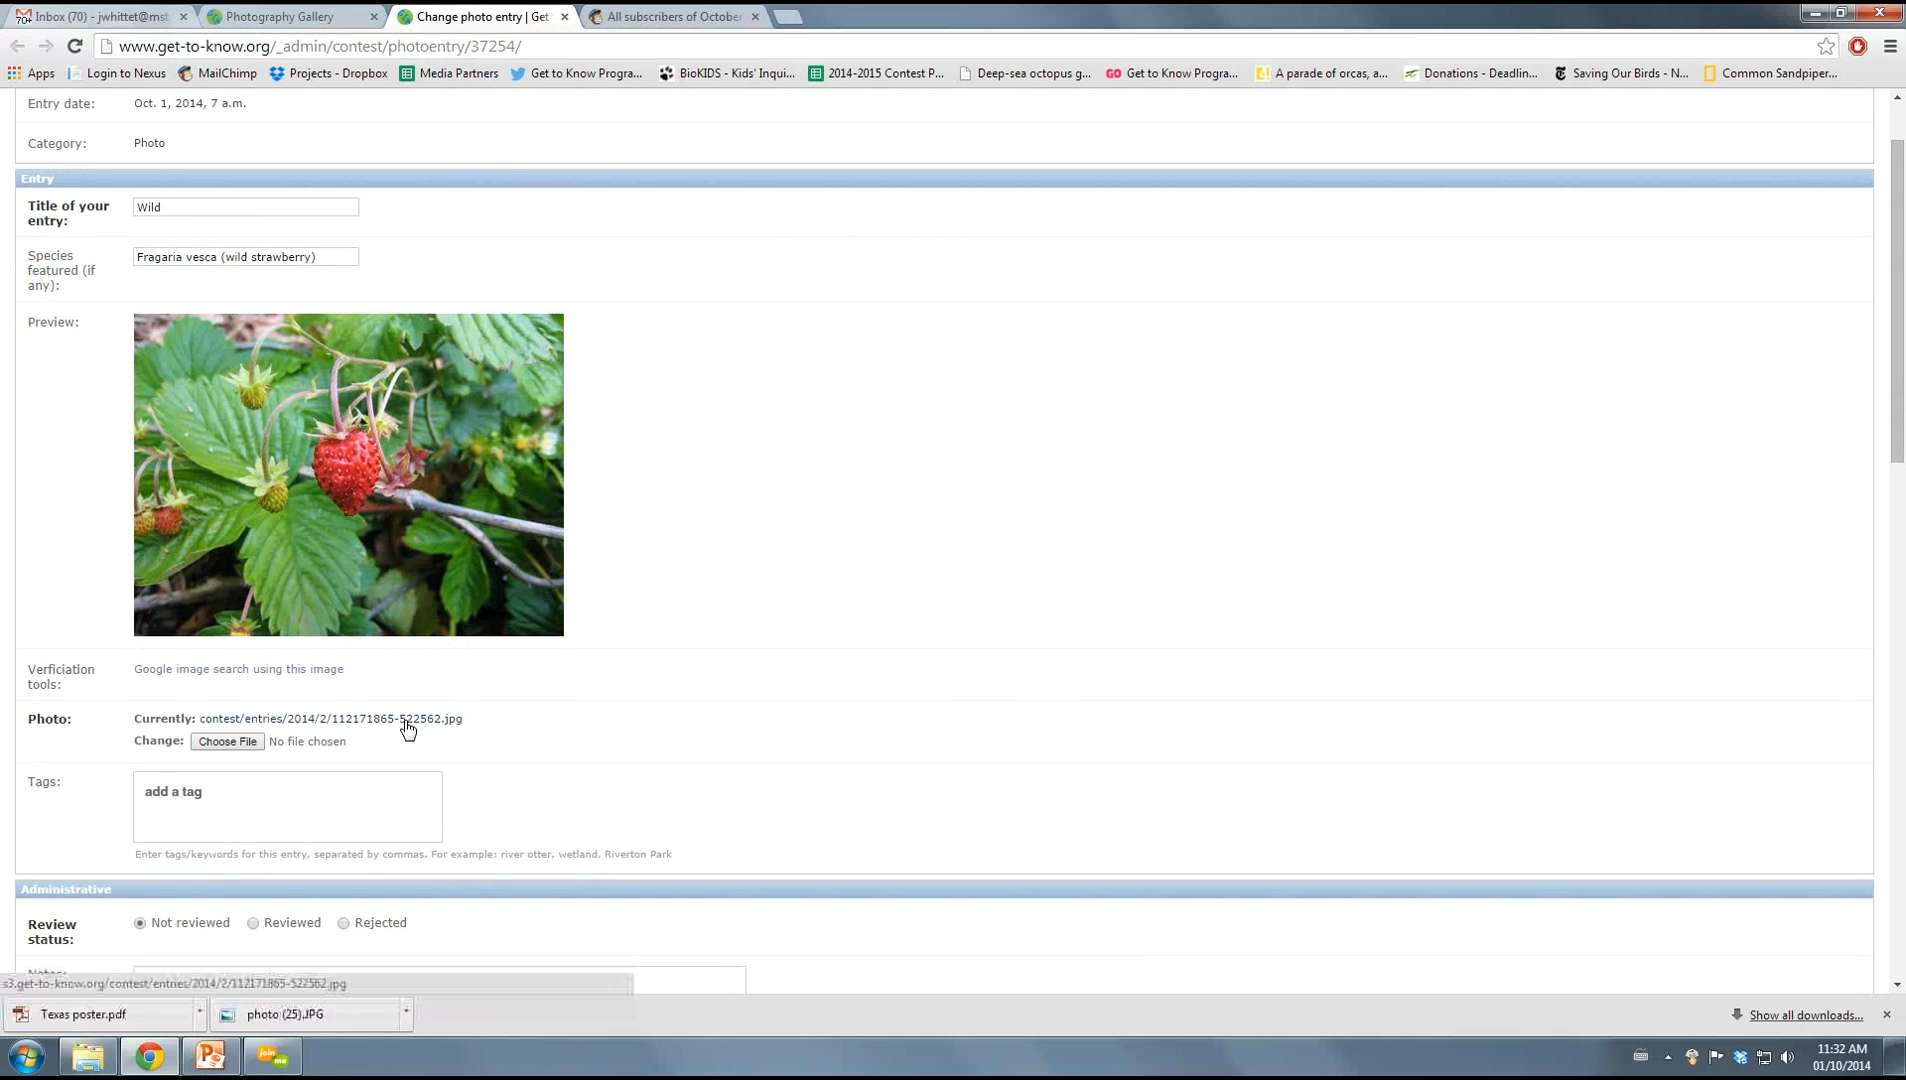 Inbox (70) - jwhittet@mst
Photography Gallery
Change photo entry | Get
All subscribers of October
www.get-to-know.org/_admin/contest/photoentry/37254/
Apps
Login to Nexus
MailChimp
Projects - Dropbox
Media Partners
Get to Know Progra...
BioKIDS - Kids' Inqui...
2014-2015 Contest P...
Deep-sea octopus g...
GO Get to Know Progra...
A parade of orcas, a...
Donations - Deadlin...
Saving Our Birds - N...
Common Sandpiper...
Entry date: Oct. 1, 2014, 7 a.m.
Category: Photo
Entry
Title of your
entry:
Wild
Species
featured (if
any):
Fragaria vesca (wild strawberry)
Preview:
Verficiation
tools:
Google image search using this image
Photo: Currently: contest/entries/2014/2/112171865-522562.jpg
Change: Choose File No file chosen
Tags:
add a tag
Enter tags/keywords for this entry, separated by commas. For example: river otter, wetland, Riverton Park
Administrative
Review
status:
Not reviewed Reviewed Rejected
Notes:
s3.get-to-know.org/contest/entries/2014/2/112171865-522562.jpg
Texas poster.pdf
photo (25).JPG
Show all downloads...
join
me
11:32 AM
01/10/2014